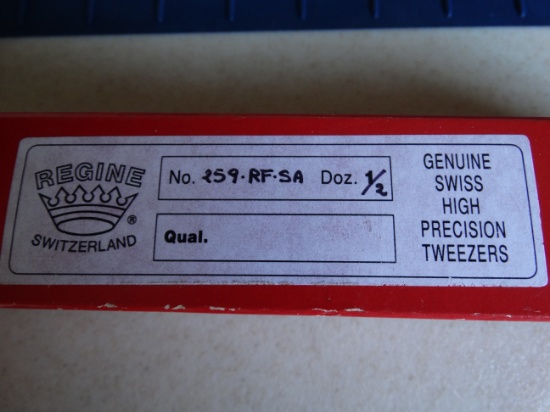 REGINE
®
SWITZERLAND
No. 259·RF·SA Doz. 1/2
Qual.
GENUINE
SWISS
HIGH
PRECISION
TWEEZERS